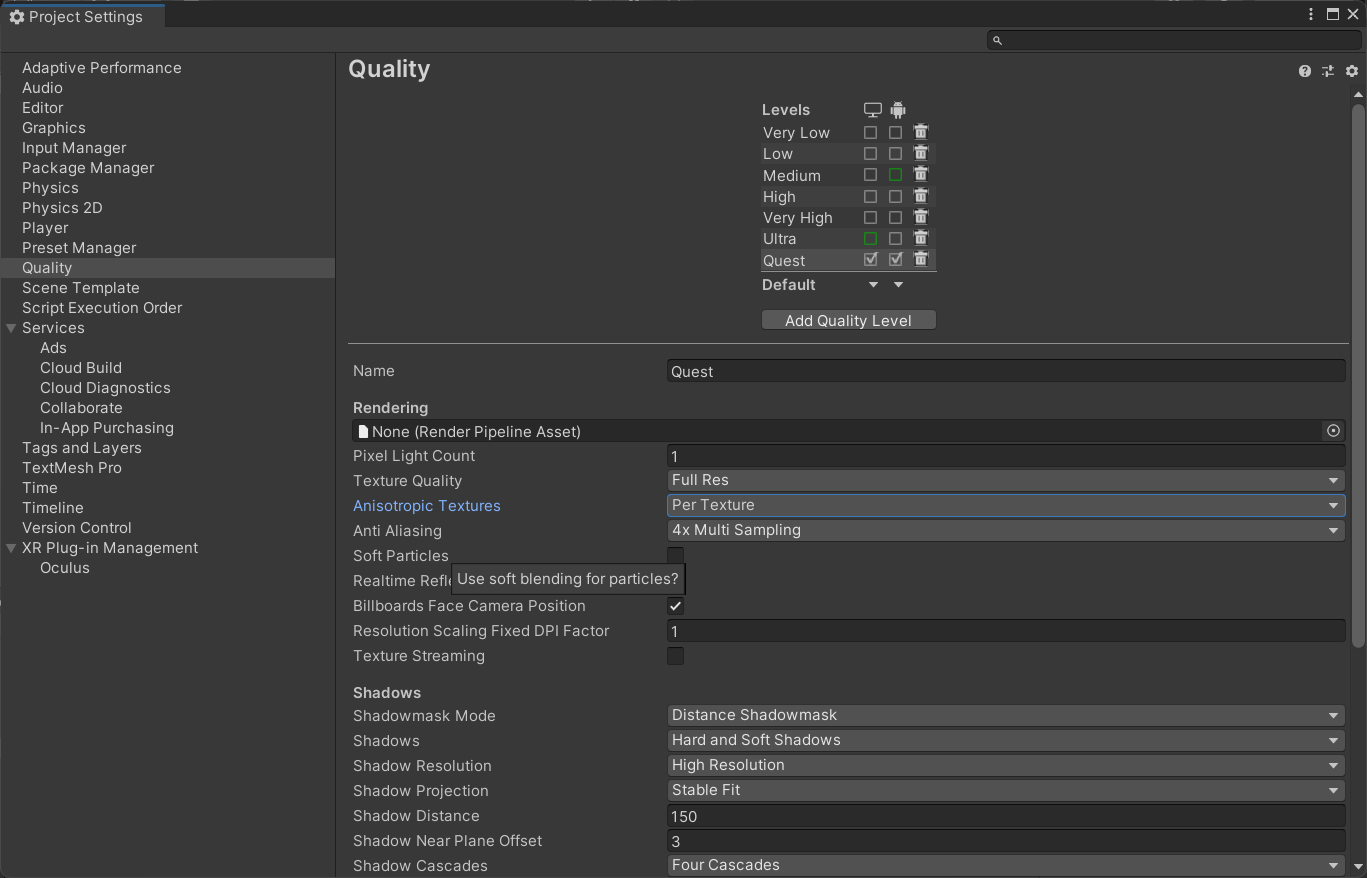 Project Settings
Adaptive Performance
Audio
Editor
Graphics
Input Manager
Package Manager
Physics
Physics 2D
Player
Preset Manager
Quality
Scene Template
Script Execution Order
Services
Ads
Cloud Build
Cloud Diagnostics
Collaborate
In-App Purchasing
Tags and Layers
TextMesh Pro
Time
Timeline
Version Control
XR Plug-in Management
Oculus
Quality
Levels
Very Low
Low
Medium
High
Very High
Ultra
Quest
Default
Add Quality Level
Name Quest
Rendering
None (Render Pipeline Asset)
Pixel Light Count 1
Texture Quality Full Res
Anisotropic Textures Per Texture
Anti Aliasing 4x Multi Sampling
Soft Particles
Realtime Refle
Use soft blending for particles?
Billboards Face Camera Position
Resolution Scaling Fixed DPI Factor 1
Texture Streaming
Shadows
Shadowmask Mode Distance Shadowmask
Shadows Hard and Soft Shadows
Shadow Resolution High Resolution
Shadow Projection Stable Fit
Shadow Distance 150
Shadow Near Plane Offset 3
Shadow Cascades Four Cascades